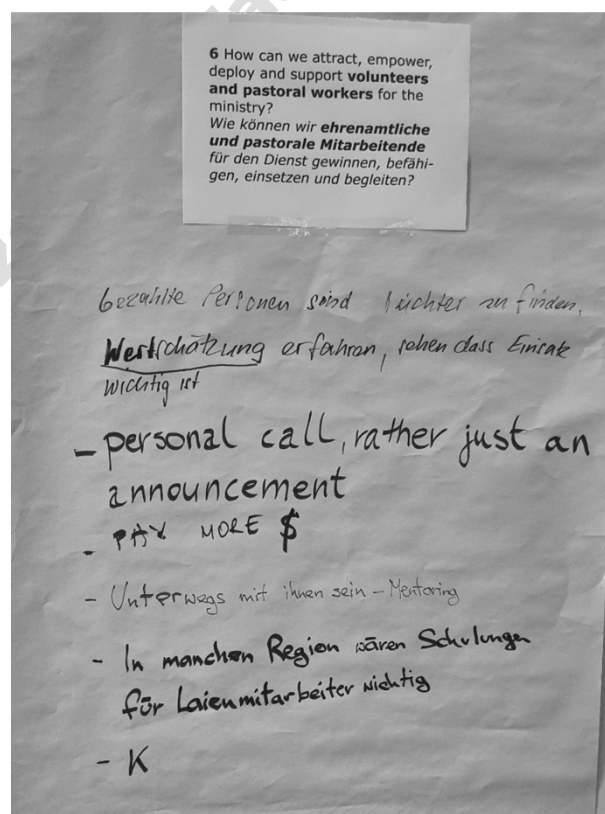 6 How can we attract, empower,
deploy and support volunteers
and pastoral workers for the
ministry?
Wie können wir ehrenamtliche
und pastorale Mitarbeitende
für den Dienst gewinnen, befähi-
gen, einsetzen und begleiten?
bezahlte Personen sind leichter zu finden,
Wertschätzung erfahren, sehen dass Einsatz
wichtig ist
- personal call, rather just an
announcement
- PAY MORE $
- Unterwegs mit ihnen sein - Mentoring
- In manchen Region wären Schulungen
für Laienmitarbeiter wichtig
- K